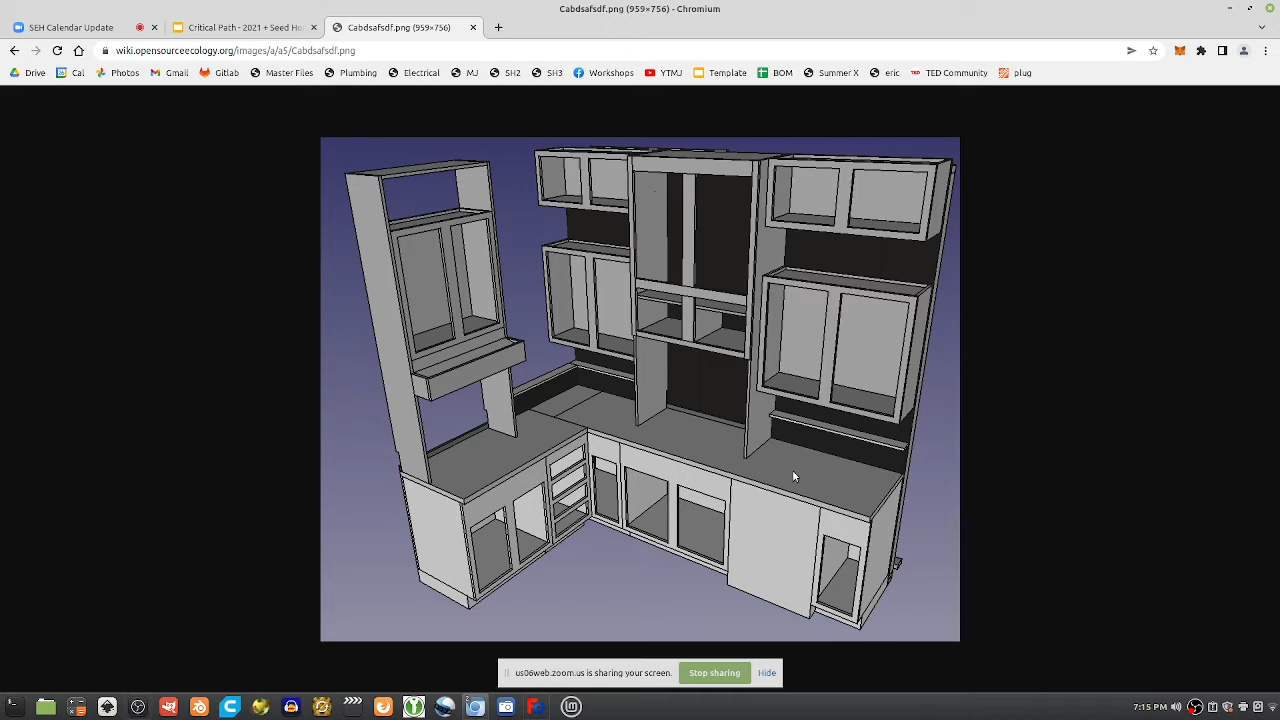 Cabdsafsdf.png (959×756) - Chromium
SEH Calendar Update
Critical Path - 2021 + Seed Ho
Cabdsafsdf.png (959×756)
wiki.opensourceecology.org/images/a/a5/Cabdsafsdf.png
Drive Cal Photos Gmail Gitlab Master Files Plumbing Electrical MJ SH2 SH3 Workshops YTMJ Template BOM Summer X eric TED TED Community plug
us06web.zoom.us is sharing your screen. Stop sharing Hide
7:15 PM